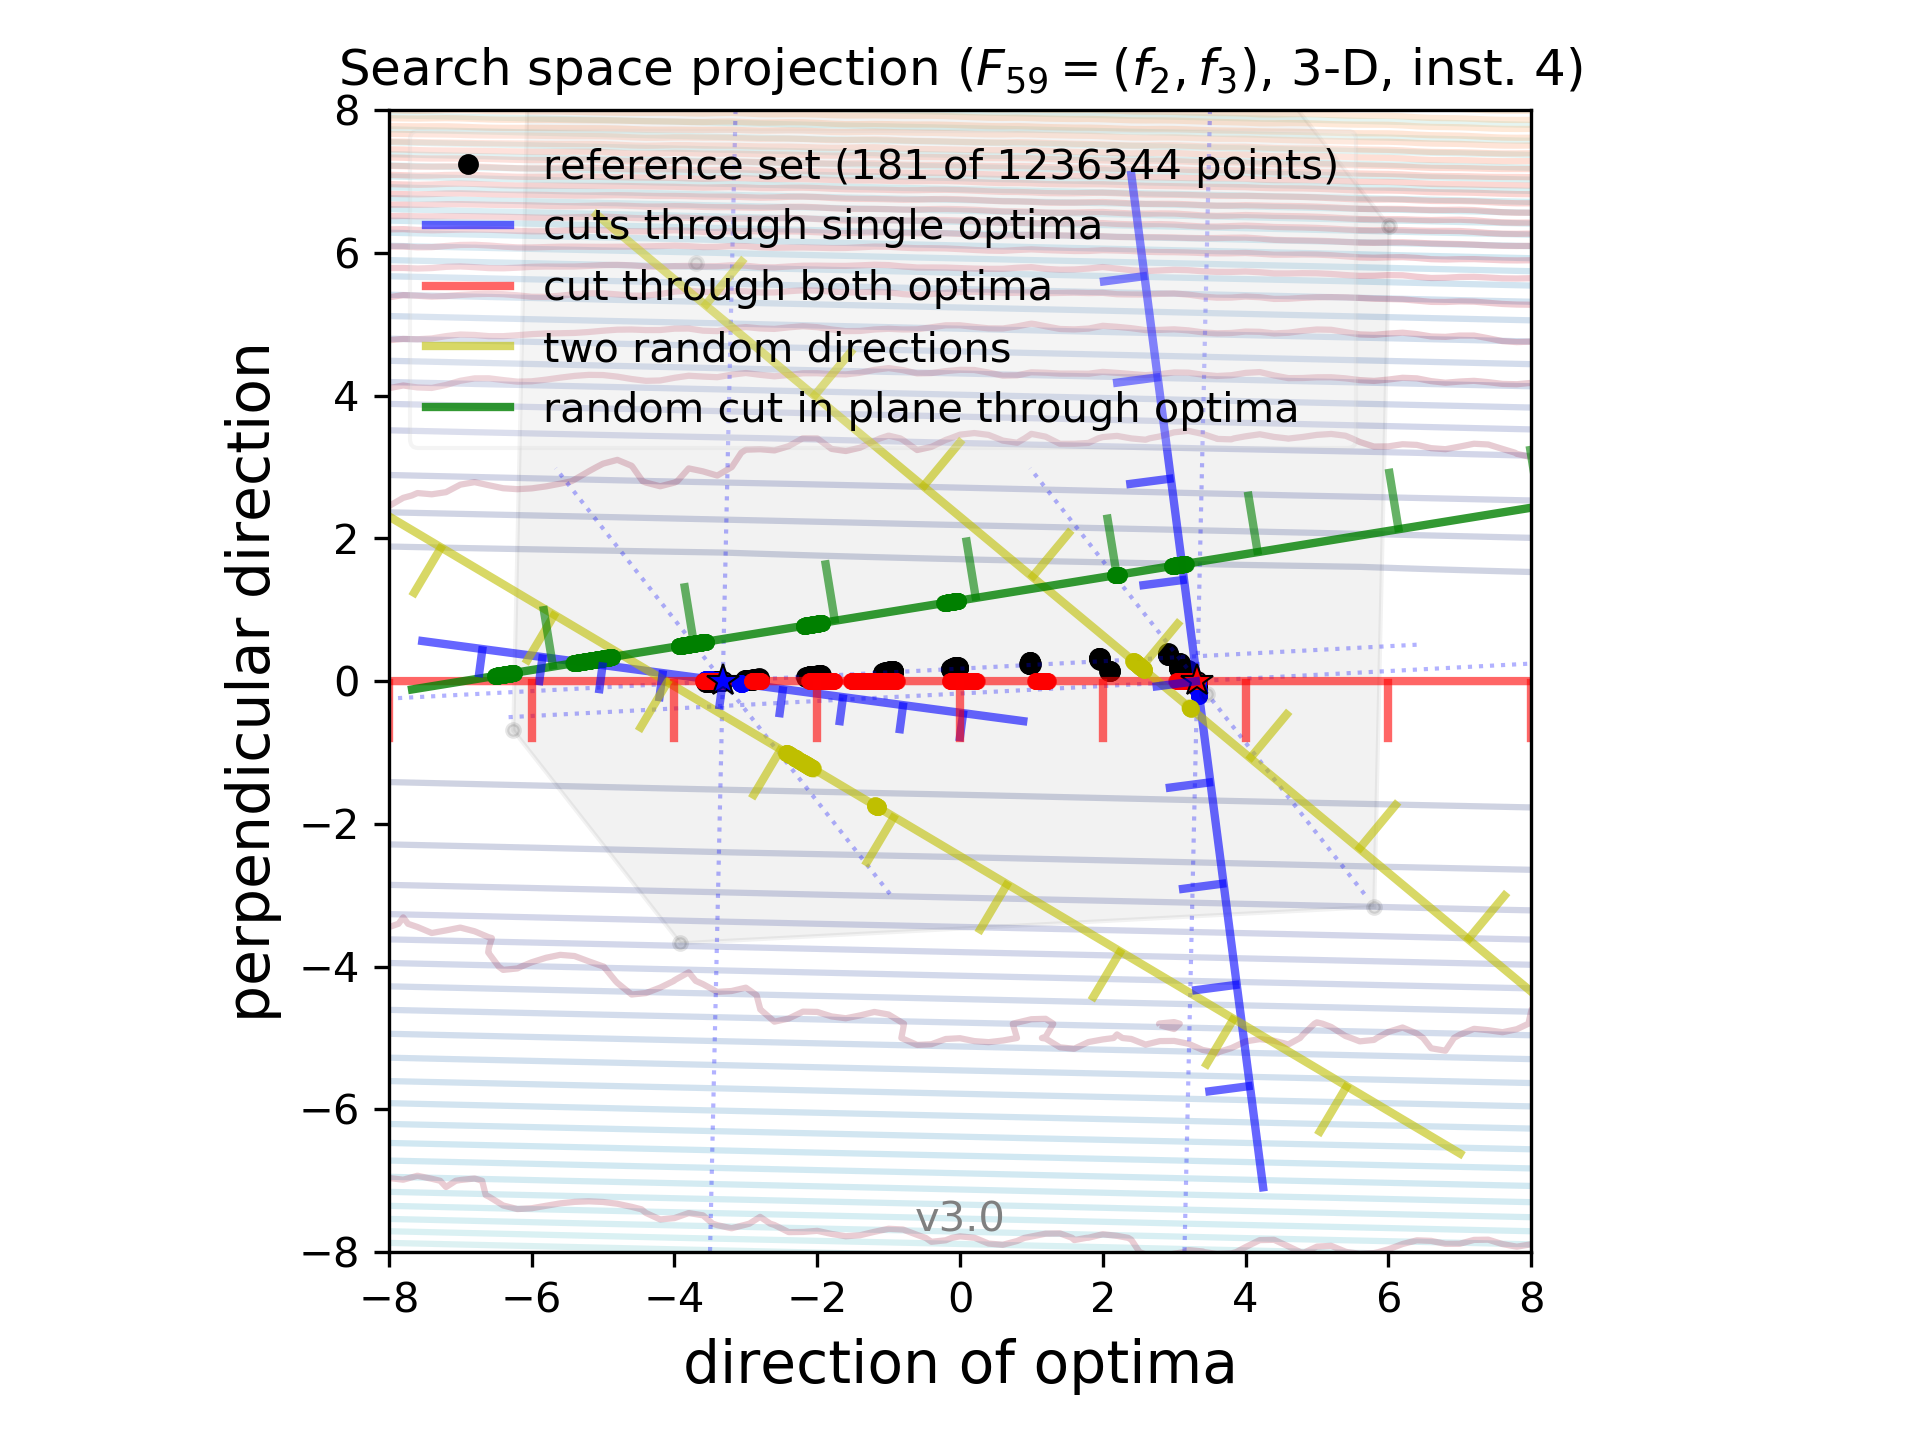 Search space projection (F59 = (f2, f3), 3-D, inst. 4)
reference set (181 of 1236344 points)
cuts through single optima
cut through both optima
two random directions
random cut in plane through optima
perpendicular direction
8
6
4
2
0
−2
−4
−6
−8
v3.0
−8 −6 −4 −2 0 2 4 6 8
direction of optima